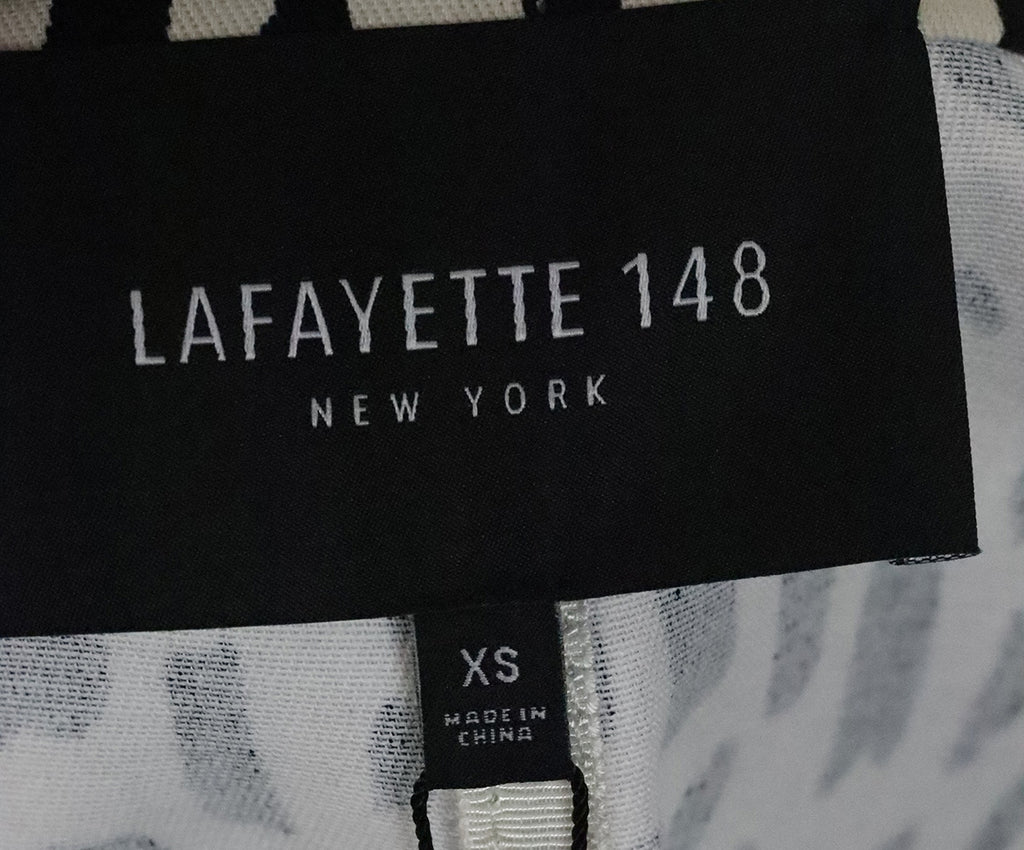 LAFAYETTE 148
NEW YORK
XS
MADE IN
CHINA